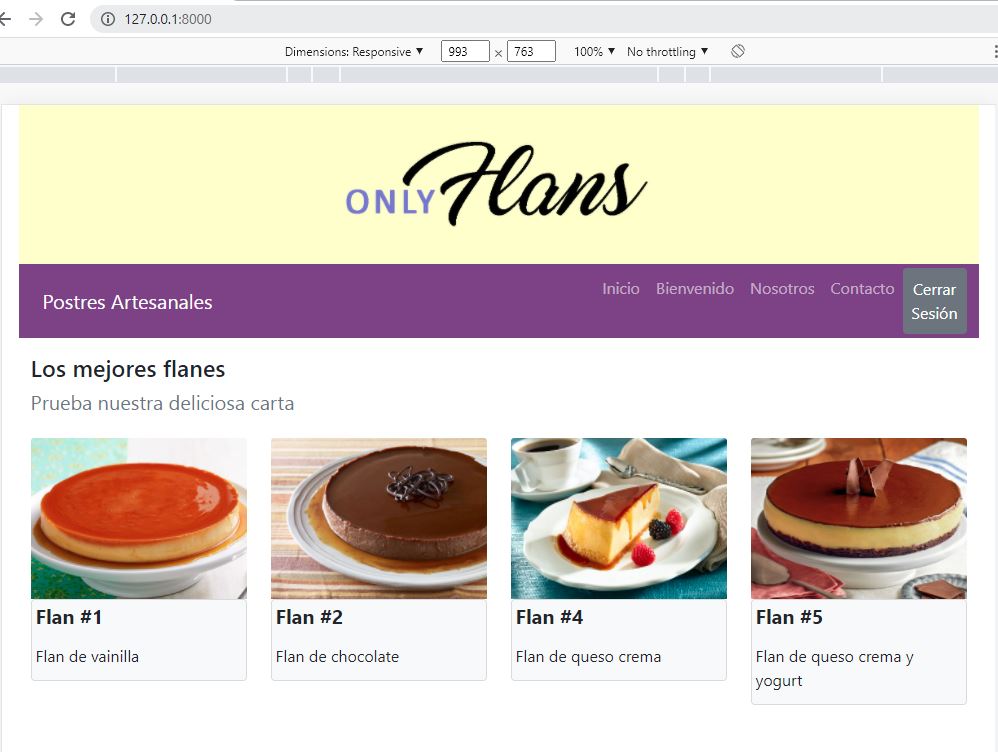 127.0.0.1:8000
Dimensions: Responsive ▼ 993 × 763 100% ▼ No throttling ▼
ONLY Flans
Postres Artesanales
Inicio Bienvenido Nosotros Contacto
Cerrar
Sesión
Los mejores flanes
Prueba nuestra deliciosa carta
Flan #1
Flan de vainilla
Flan #2
Flan de chocolate
Flan #4
Flan de queso crema
Flan #5
Flan de queso crema y
yogurt